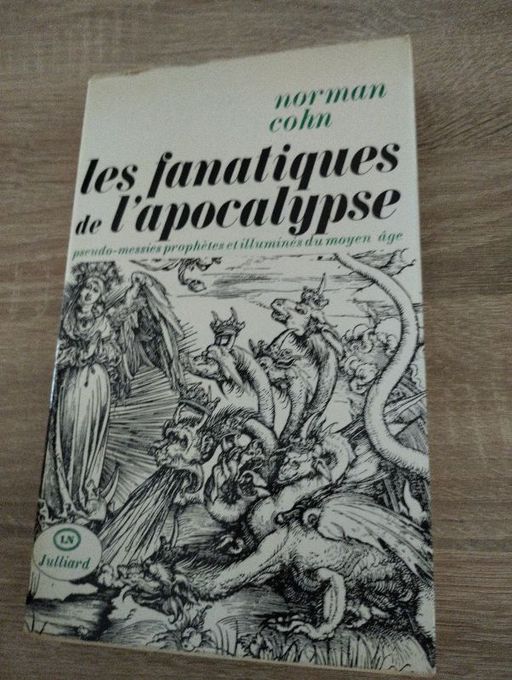 norman
cohn
les fanatiques
de l'apocalypse
pseudo-messies prophètes et illuminés du moyen âge
LN
Julliard